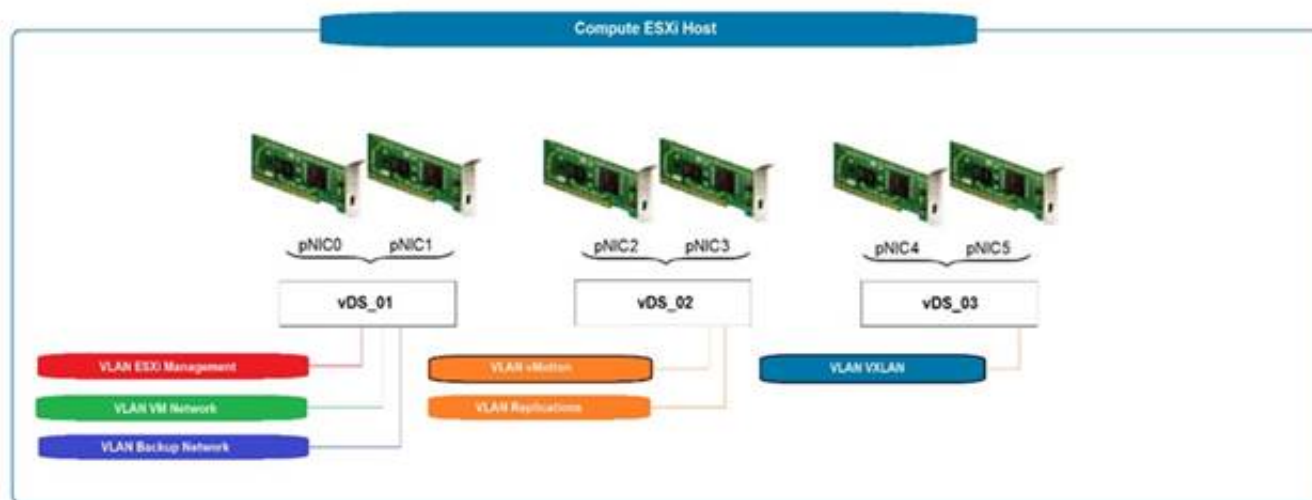 Compute ESXi Host
pNIC0 pNIC1 pNIC2 pNIC3 pNIC4 pNIC5
vDS_01 vDS_02 vDS_03
VLAN ESXi Management
VLAN VM Network
VLAN Backup Network
VLAN vMotion
VLAN Replications
VLAN VXLAN